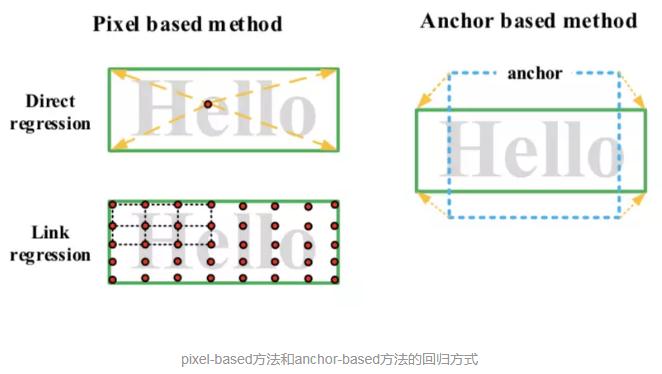 Pixel based method
Anchor based method
anchor
Direct
regression
Hello
Hello
Link
regression
Hello
pixel-based方法和anchor-based方法的回归方式